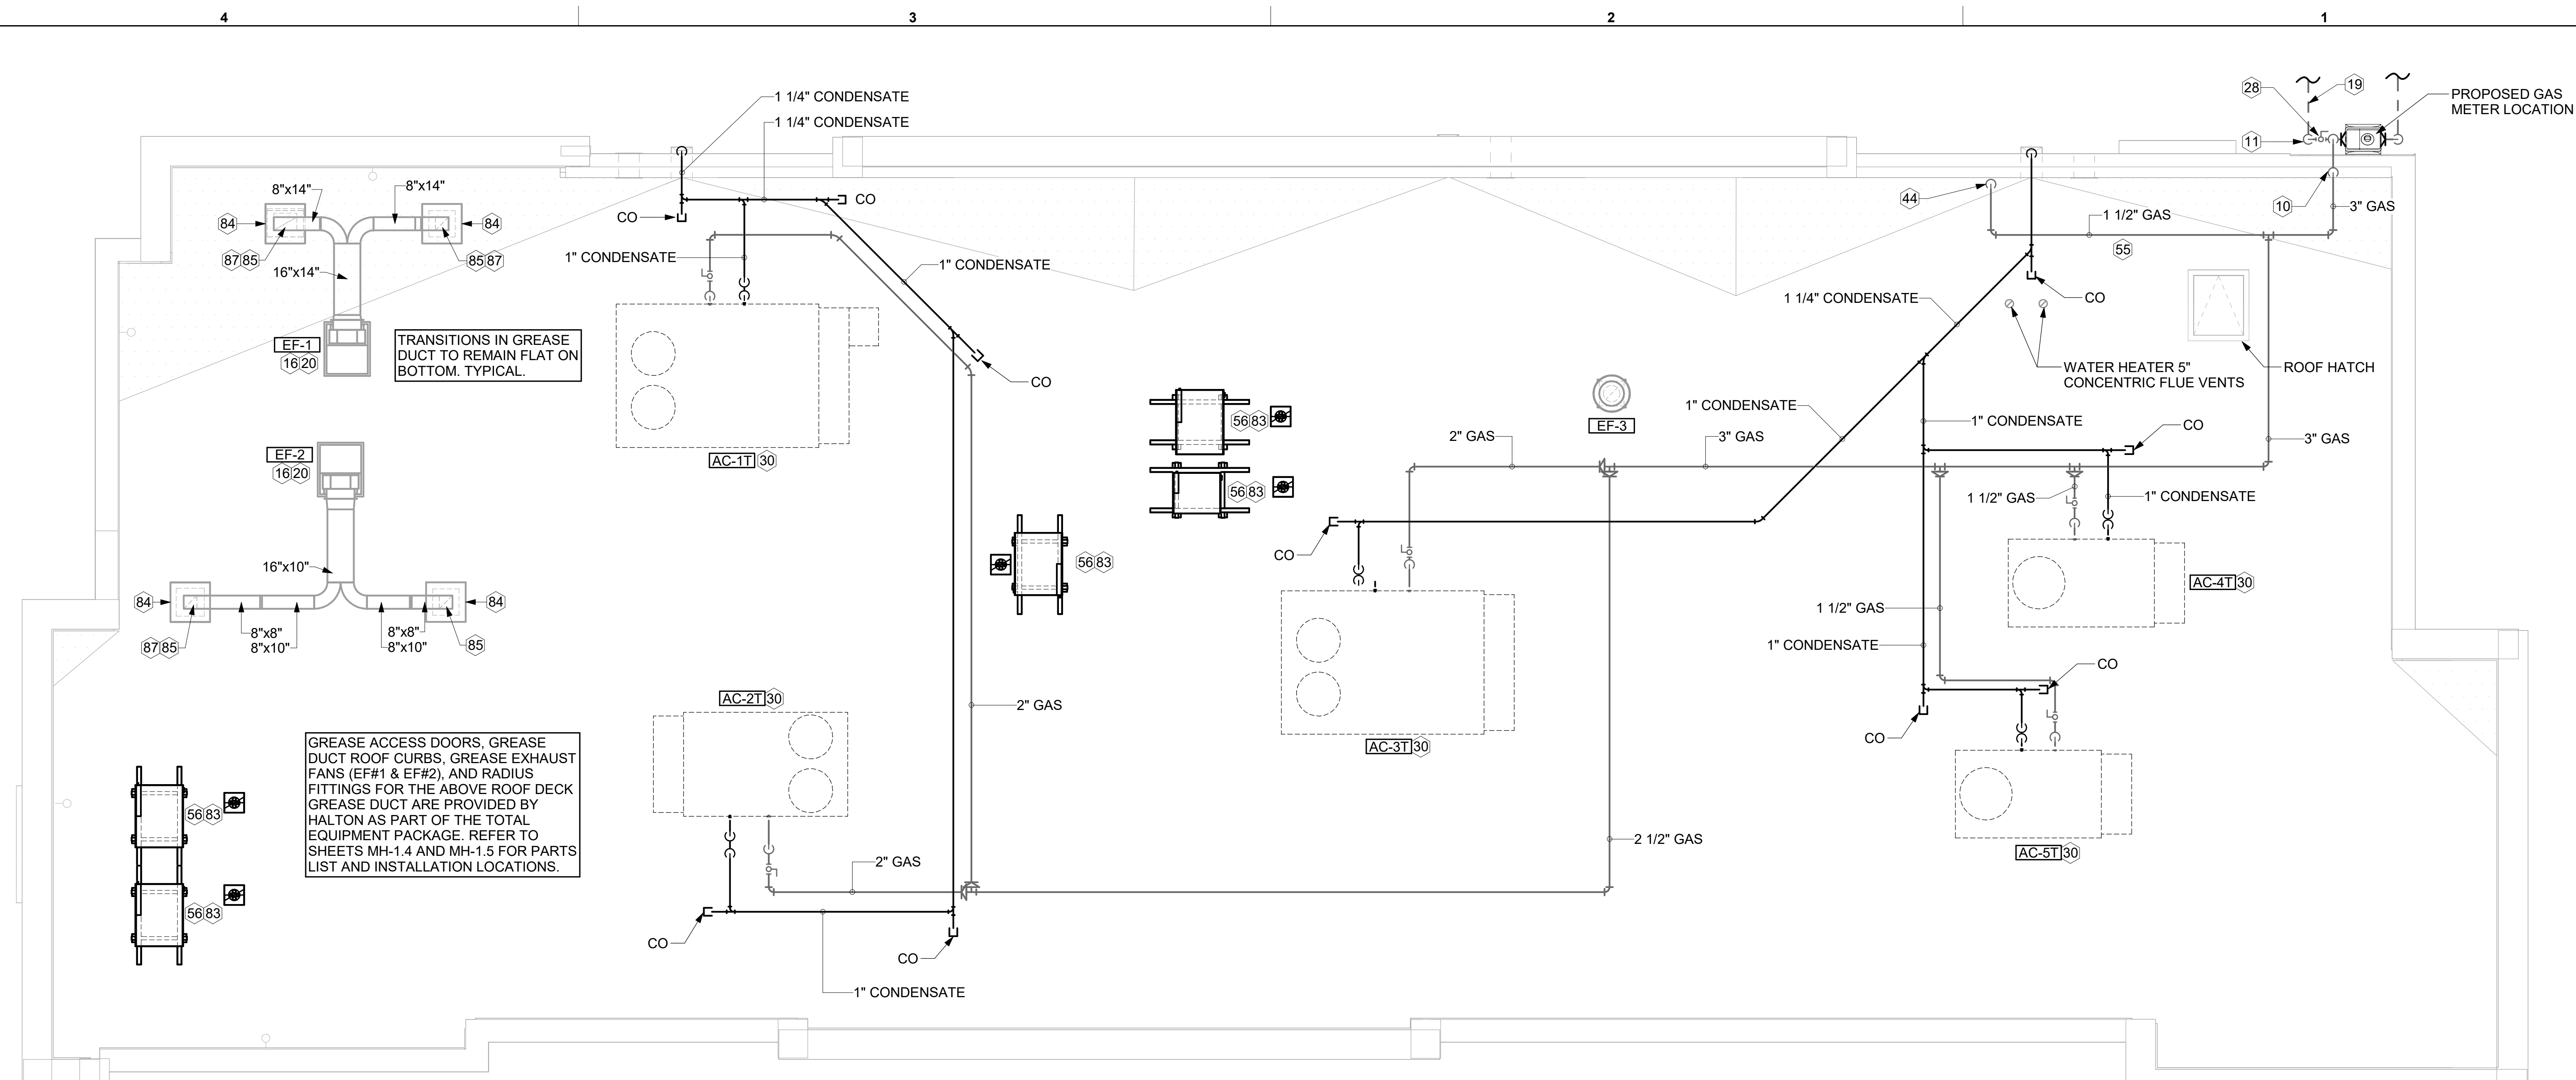 4
3
2
1
1 1/4" CONDENSATE
1 1/4" CONDENSATE
28
19
PROPOSED GAS
METER LOCATION
11
8"x14"
8"x14"
84
84
CO
CO
44
10
3" GAS
1 1/2" GAS
55
87
85
85
87
16"x14"
1" CONDENSATE
1" CONDENSATE
1 1/4" CONDENSATE
CO
EF-1
16
20
TRANSITIONS IN GREASE
DUCT TO REMAIN FLAT ON
BOTTOM. TYPICAL.
CO
WATER HEATER 5"
CONCENTRIC FLUE VENTS
ROOF HATCH
1" CONDENSATE
1" CONDENSATE
CO
56
83
EF-3
2" GAS
3" GAS
3" GAS
EF-2
16
20
AC-1T
30
56
83
1 1/2" GAS
1" CONDENSATE
CO
16"x10"
56
83
AC-4T
30
84
84
1 1/2" GAS
8"x8"
8"x10"
8"x8"
8"x10"
87
85
85
1" CONDENSATE
CO
AC-2T
30
2" GAS
AC-3T
30
CO
GREASE ACCESS DOORS, GREASE
DUCT ROOF CURBS, GREASE EXHAUST
FANS (EF#1 & EF#2), AND RADIUS
FITTINGS FOR THE ABOVE ROOF DECK
GREASE DUCT ARE PROVIDED BY
HALTON AS PART OF THE TOTAL
EQUIPMENT PACKAGE. REFER TO
SHEETS MH-1.4 AND MH-1.5 FOR PARTS
LIST AND INSTALLATION LOCATIONS.
56
83
2 1/2" GAS
AC-5T
30
2" GAS
56
83
CO
CO
1" CONDENSATE